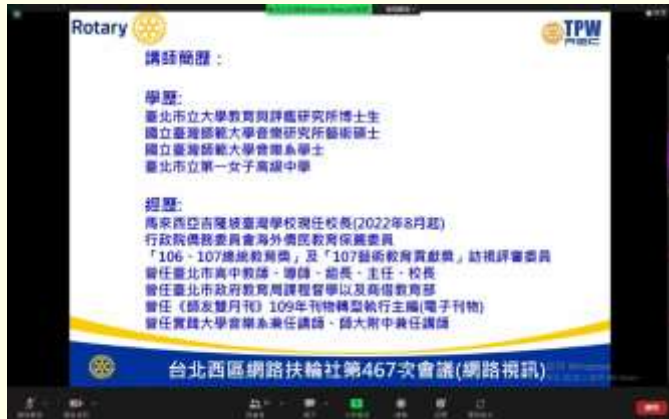 Rotary
TPW
講師簡歷：
學歷:
臺北市立大學教育與評鑑研究所博士生
國立臺灣師範大學音樂研究所藝術碩士
國立臺灣師範大學音樂系學士
臺北市立第一女子高級中學
經歷:
馬來西亞吉隆坡臺灣學校現任校長(2022年8月起)
行政院僑務委員會海外僑民教育保薦委員
「106、107總統教育獎」及「107藝術教育貢獻獎」訪視評審委員
曾任臺北市高中教師、導師、組長、主任、校長
曾任臺北市政府教育局課程督學以及商借教育部
曾任《師友雙月刊》109年刊物轉型執行主編(電子刊物)
曾任實踐大學音樂系兼任講師、師大附中兼任講師
台北西區網路扶輪社第467次會議(網路視訊)